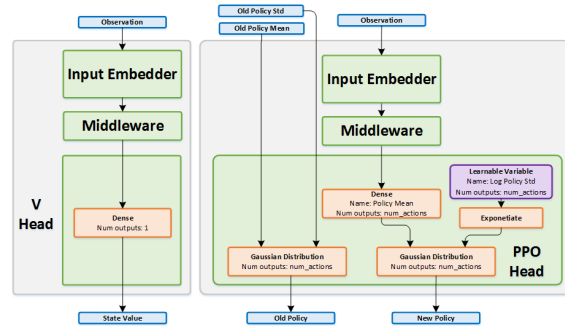 Observation
Input Embedder
Middleware
V
Head
Dense
Num outputs: 1
State Value
Old Policy Std
Old Policy Mean
Observation
Input Embedder
Middleware
Learnable Variable
Name: Log Policy Std
Num outputs: num_actions
Dense
Name: Policy Mean
Num outputs: num_actions
Exponetiate
Gaussian Distribution
Num outputs: num_actions
Gaussian Distribution
Num outputs: num_actions
PPO
Head
Old Policy
New Policy